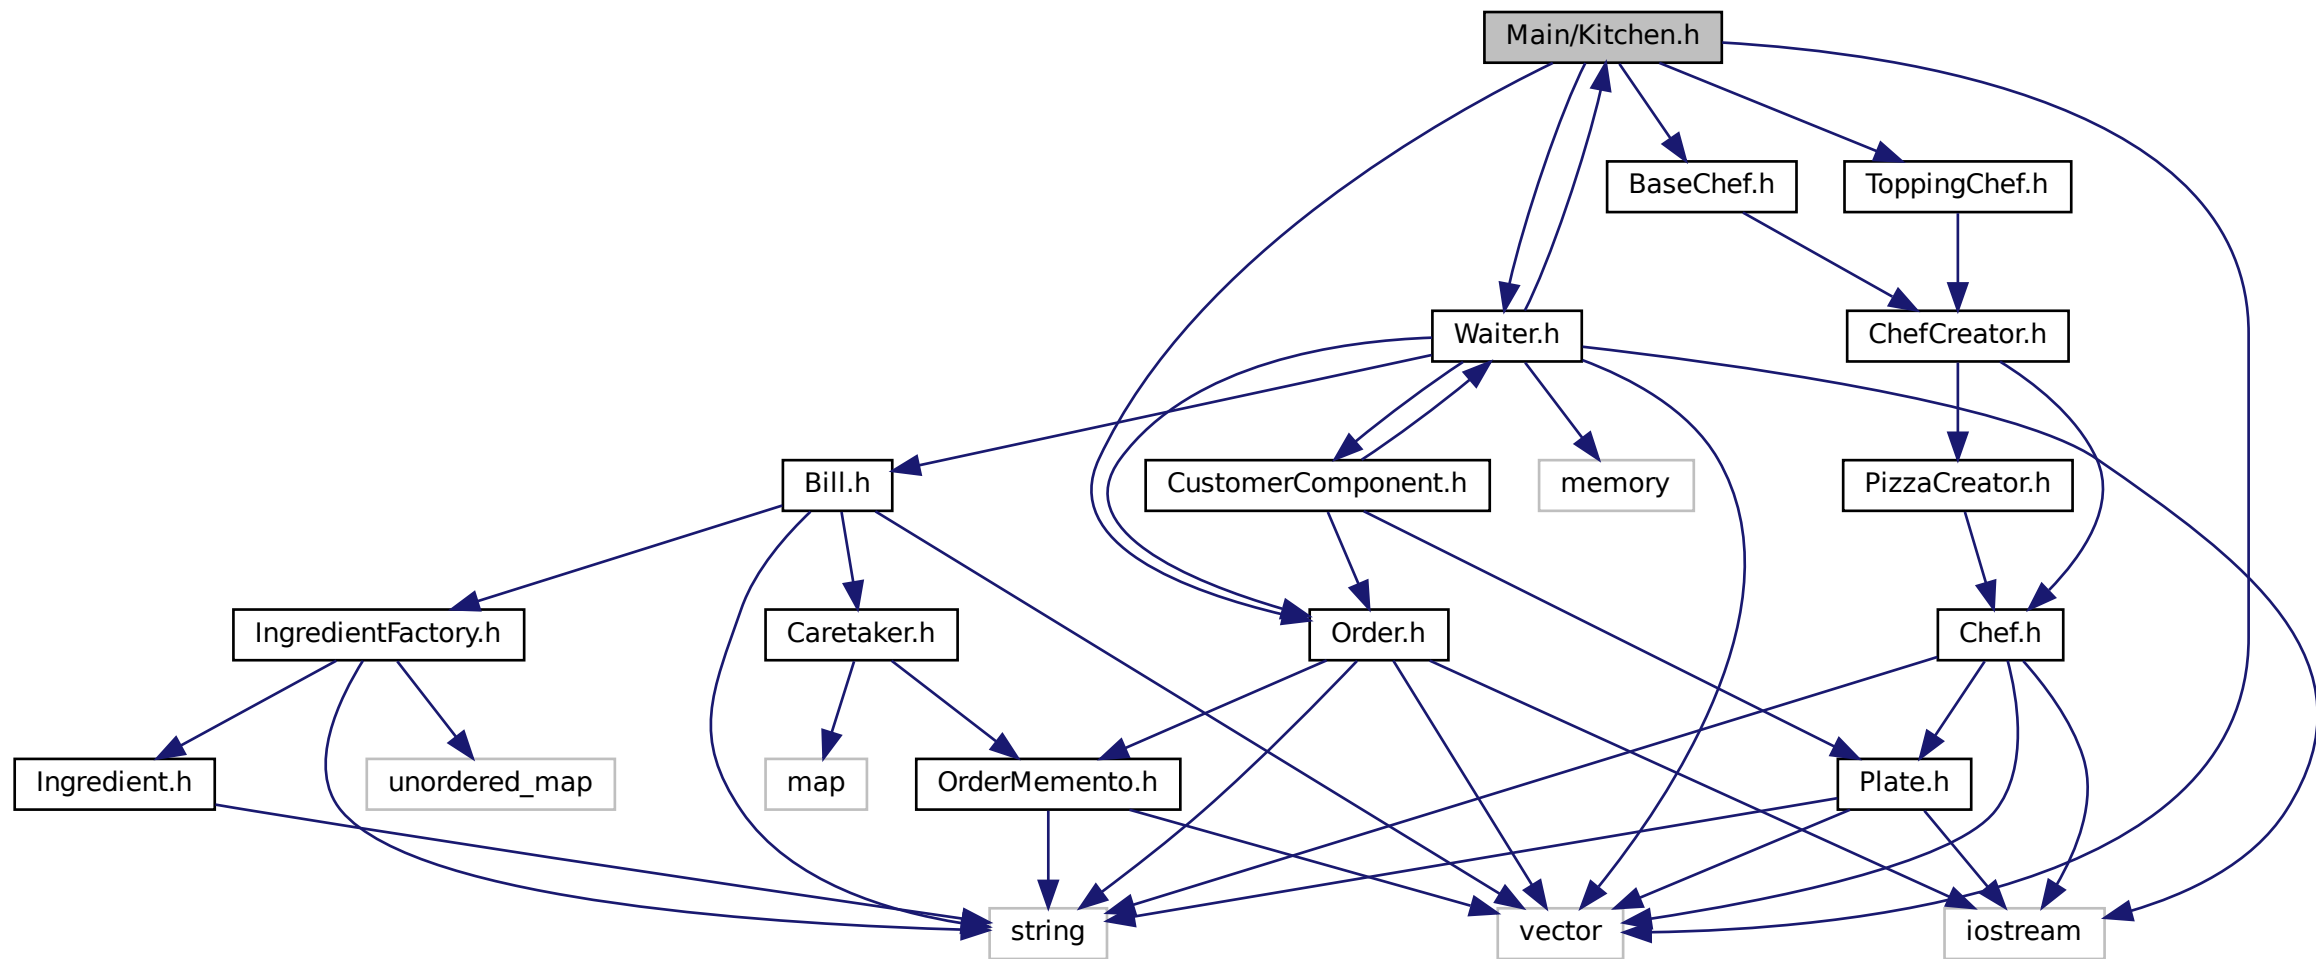 Main/Kitchen.h
BaseChef.h
ToppingChef.h
Waiter.h
ChefCreator.h
Bill.h
CustomerComponent.h
memory
PizzaCreator.h
IngredientFactory.h
Caretaker.h
Order.h
Chef.h
Ingredient.h
unordered_map
map
OrderMemento.h
Plate.h
string
vector
iostream